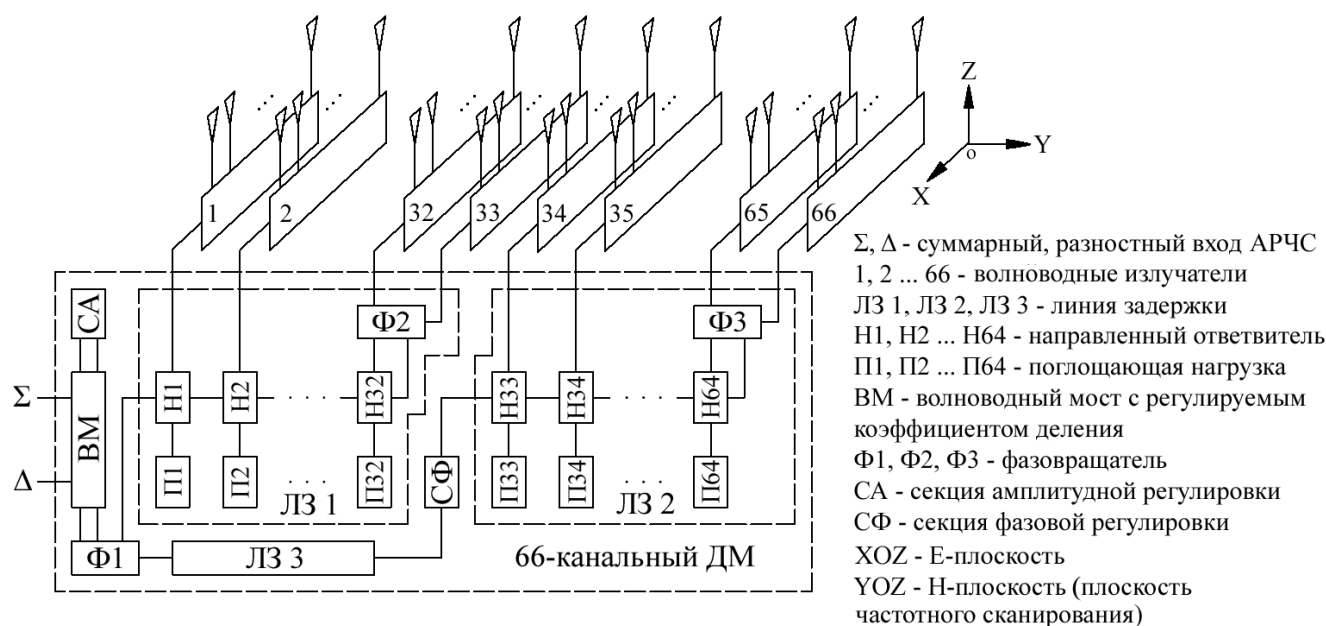 1 2 32 33 34 35 65 66
Z
Y
X
o
СА
ВМ
Σ
Δ
Ф1
Н1 Н2 . . . Н32
П1 П2 . . . П32
Ф2
ЛЗ 1
СФ
ЛЗ 3
Н33 Н34 . . . Н64
П33 П34 . . . П64
Ф3
ЛЗ 2
66-канальный ДМ
Σ, Δ - суммарный, разностный вход АРЧС
1, 2 ... 66 - волноводные излучатели
ЛЗ 1, ЛЗ 2, ЛЗ 3 - линия задержки
Н1, Н2 ... Н64 - направленный ответвитель
П1, П2 ... П64 - поглощающая нагрузка
ВМ - волноводный мост с регулируемым
коэффициентом деления
Ф1, Ф2, Ф3 - фазовращатель
СА - секция амплитудной регулировки
СФ - секция фазовой регулировки
XOZ - Е-плоскость
YOZ - Н-плоскость (плоскость
частотного сканирования)